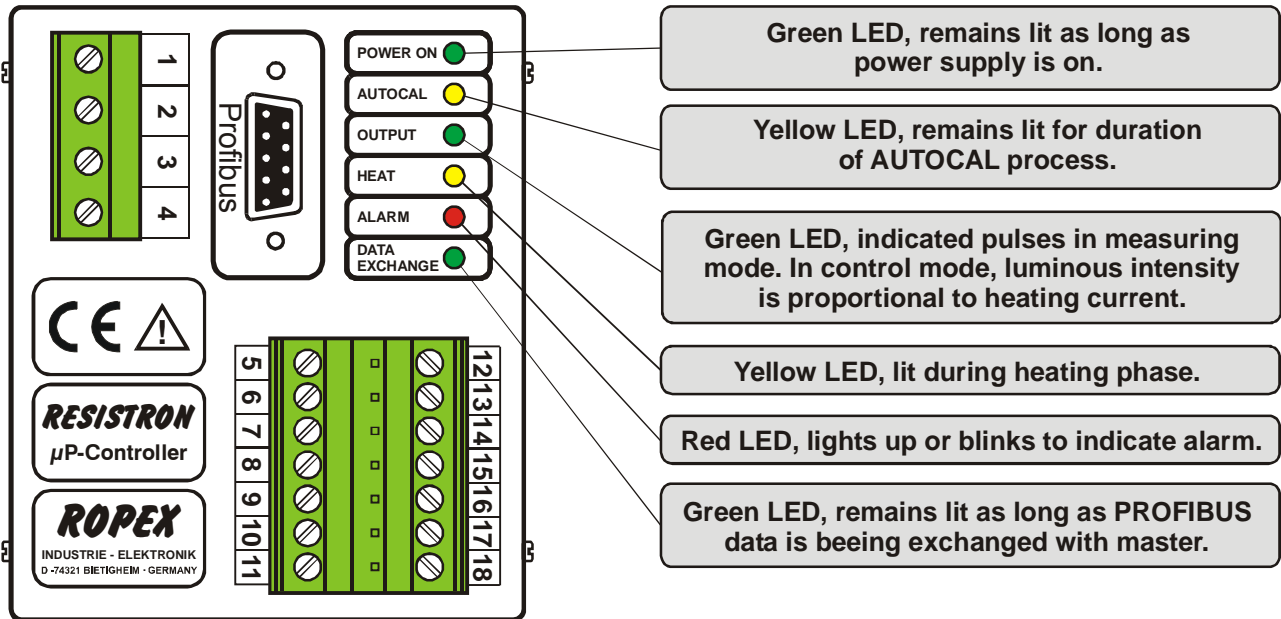 1
2
3
4
Profibus
POWER ON
AUTOCAL
OUTPUT
HEAT
ALARM
DATA
EXCHANGE
Green LED, remains lit as long as
power supply is on.
Yellow LED, remains lit for duration
of AUTOCAL process.
Green LED, indicated pulses in measuring
mode. In control mode, luminous intensity
is proportional to heating current.
Yellow LED, lit during heating phase.
Red LED, lights up or blinks to indicate alarm.
Green LED, remains lit as long as PROFIBUS
data is beeing exchanged with master.
CE
!
RESISTRON
µP-Controller
ROPEX
INDUSTRIE - ELEKTRONIK
D -74321 BIETIGHEIM · GERMANY
5
6
7
8
9
10
11
12
13
14
15
16
17
18